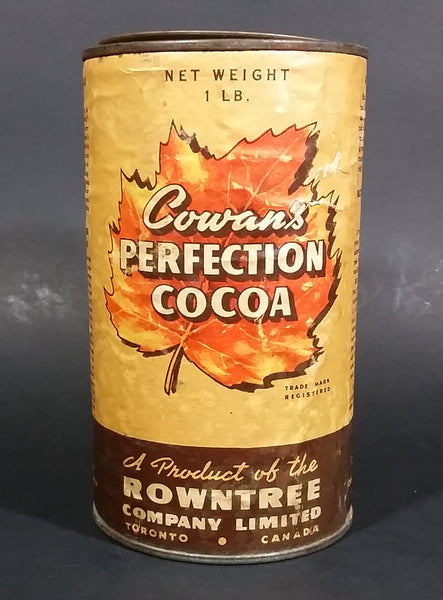 NET WEIGHT
1 LB.
Cowan's
PERFECTION
COCOA
TRADE MARK
REGISTERED
A Product of the
ROWNTREE
COMPANY LIMITED
TORONTO • CANADA